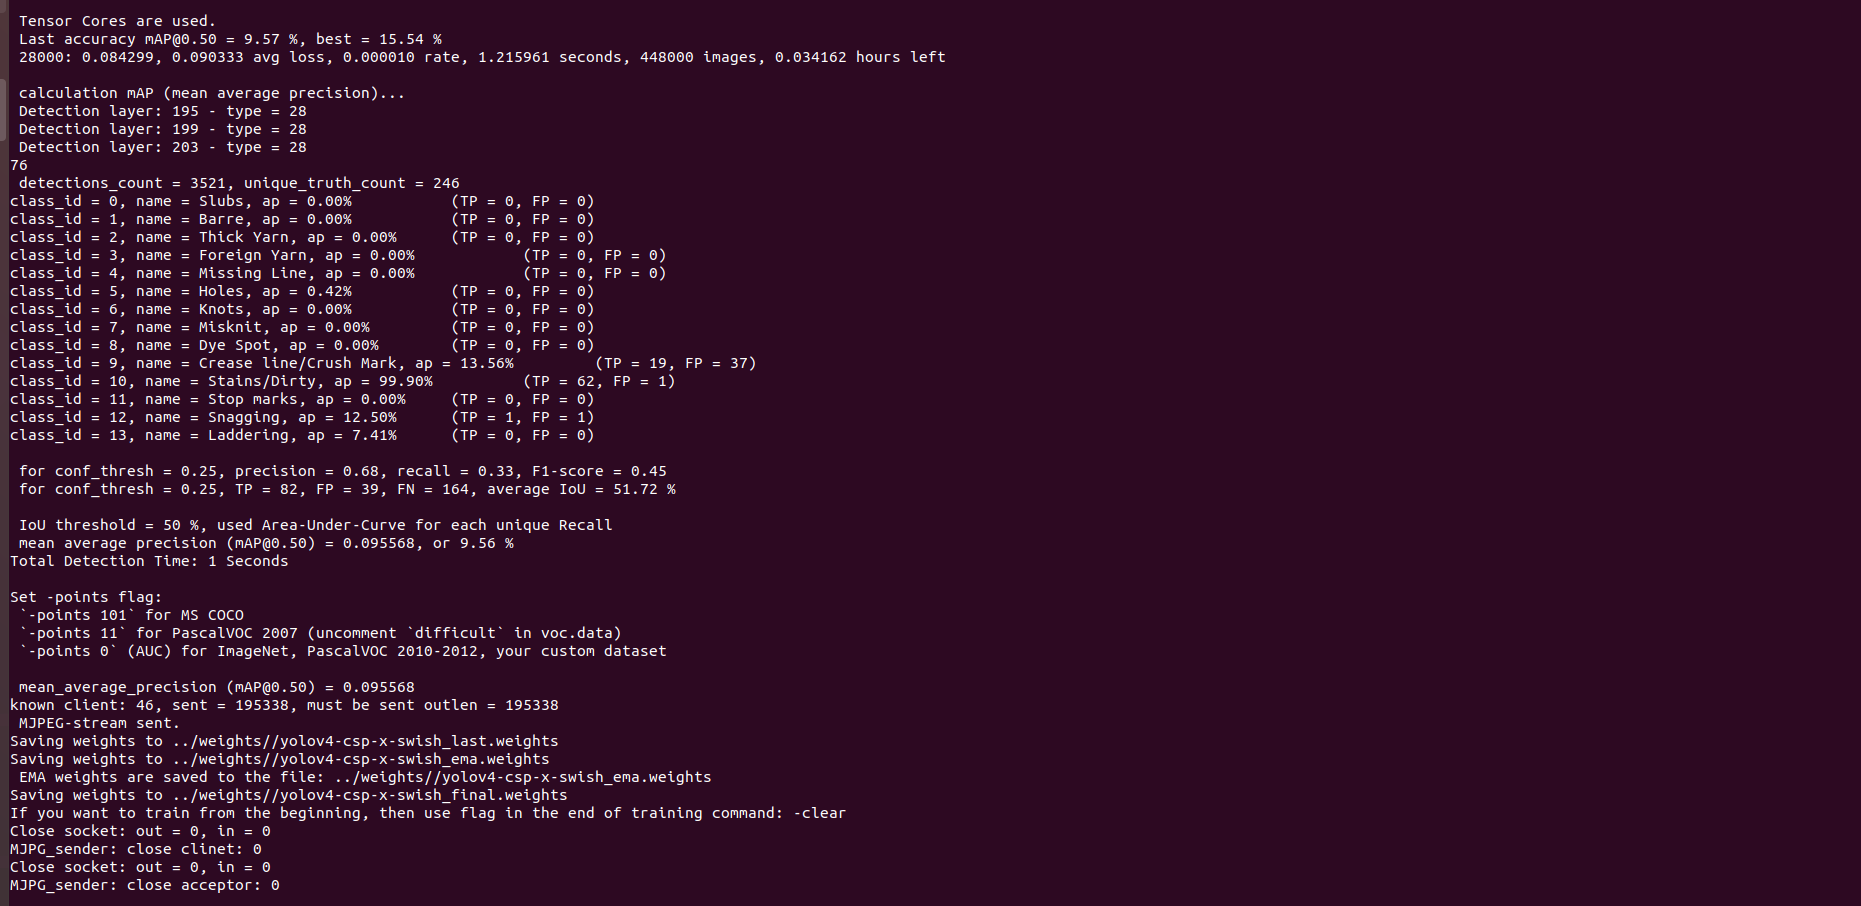 Tensor Cores are used.
Last accuracy mAP@0.50 = 9.57 %, best = 15.54 %
28000: 0.084299, 0.090333 avg loss, 0.000010 rate, 1.215961 seconds, 448000 images, 0.034162 hours left
calculation mAP (mean average precision)...
Detection layer: 195 - type = 28
Detection layer: 199 - type = 28
Detection layer: 203 - type = 28
76
detections_count = 3521, unique_truth_count = 246
class_id = 0, name = Slubs, ap = 0.00% (TP = 0, FP = 0)
class_id = 1, name = Barre, ap = 0.00% (TP = 0, FP = 0)
class_id = 2, name = Thick Yarn, ap = 0.00% (TP = 0, FP = 0)
class_id = 3, name = Foreign Yarn, ap = 0.00% (TP = 0, FP = 0)
class_id = 4, name = Missing Line, ap = 0.00% (TP = 0, FP = 0)
class_id = 5, name = Holes, ap = 0.42% (TP = 0, FP = 0)
class_id = 6, name = Knots, ap = 0.00% (TP = 0, FP = 0)
class_id = 7, name = Misknit, ap = 0.00% (TP = 0, FP = 0)
class_id = 8, name = Dye Spot, ap = 0.00% (TP = 0, FP = 0)
class_id = 9, name = Crease line/Crush Mark, ap = 13.56% (TP = 19, FP = 37)
class_id = 10, name = Stains/Dirty, ap = 99.90% (TP = 62, FP = 1)
class_id = 11, name = Stop marks, ap = 0.00% (TP = 0, FP = 0)
class_id = 12, name = Snagging, ap = 12.50% (TP = 1, FP = 1)
class_id = 13, name = Laddering, ap = 7.41% (TP = 0, FP = 0)
for conf_thresh = 0.25, precision = 0.68, recall = 0.33, F1-score = 0.45
for conf_thresh = 0.25, TP = 82, FP = 39, FN = 164, average IoU = 51.72 %
IoU threshold = 50 %, used Area-Under-Curve for each unique Recall
mean average precision (mAP@0.50) = 0.095568, or 9.56 %
Total Detection Time: 1 Seconds
Set -points flag:
`-points 101` for MS COCO
`-points 11` for PascalVOC 2007 (uncomment `difficult` in voc.data)
`-points 0` (AUC) for ImageNet, PascalVOC 2010-2012, your custom dataset
mean_average_precision (mAP@0.50) = 0.095568
known client: 46, sent = 195338, must be sent outlen = 195338
MJPEG-stream sent.
Saving weights to ../weights//yolov4-csp-x-swish_last.weights
Saving weights to ../weights//yolov4-csp-x-swish_ema.weights
EMA weights are saved to the file: ../weights//yolov4-csp-x-swish_ema.weights
Saving weights to ../weights//yolov4-csp-x-swish_final.weights
If you want to train from the beginning, then use flag in the end of training command: -clear
Close socket: out = 0, in = 0
MJPG_sender: close clinet: 0
Close socket: out = 0, in = 0
MJPG_sender: close acceptor: 0